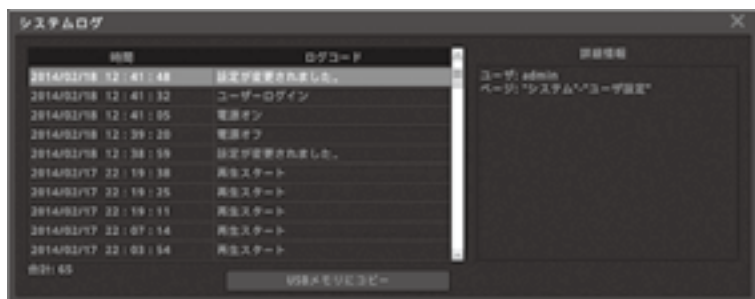 システムログ
時間 ログコード 詳細情報
2014/02/18 12:41:48 設定が変更されました。
ユーザ: admin
ページ: "システム"-"ユーザ設定"
2014/02/18 12:41:32 ユーザーログイン
2014/02/18 12:41:05 電源オン
2014/02/18 12:39:20 電源オフ
2014/02/18 12:38:59 設定が変更されました。
2014/02/17 22:19:38 再生スタート
2014/02/17 22:19:25 再生スタート
2014/02/17 22:19:11 再生スタート
2014/02/17 22:07:14 再生スタート
2014/02/17 22:03:54 再生スタート
合計: 65
USBメモリにコピー